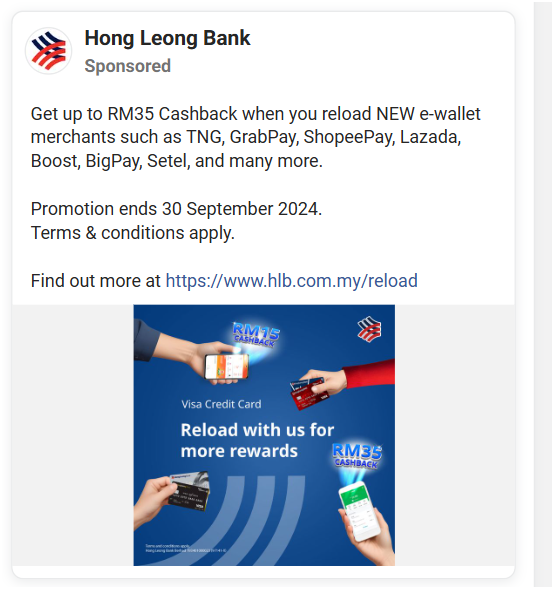 Hong Leong Bank
Sponsored
Get up to RM35 Cashback when you reload NEW e-wallet
merchants such as TNG, GrabPay, ShopeePay, Lazada,
Boost, BigPay, Setel, and many more.
Promotion ends 30 September 2024.
Terms & conditions apply.
Find out more at https://www.hlb.com.my/reload
RM15
CASHBACK
Visa Credit Card
Reload with us for
more rewards
RM35
CASHBACK
Terms and conditions apply.
Hong Leong Bank Berhad